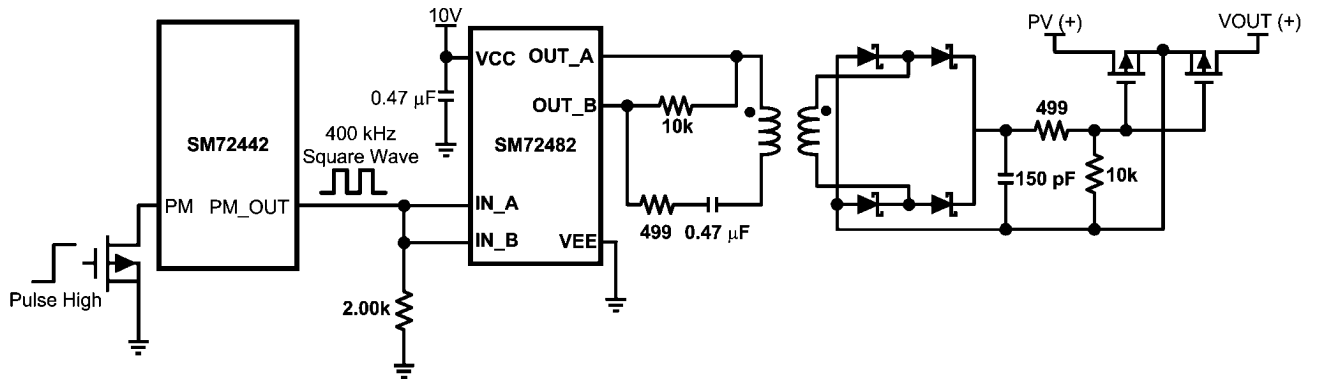 10V
PV (+)
VOUT (+)
VCC
OUT_A
0.47 μF
OUT_B
10k
SM72442
400 kHz
Square Wave
SM72482
499
150 pF
10k
PM
PM_OUT
IN_A
IN_B
499
0.47 μF
VEE
Pulse High
2.00k